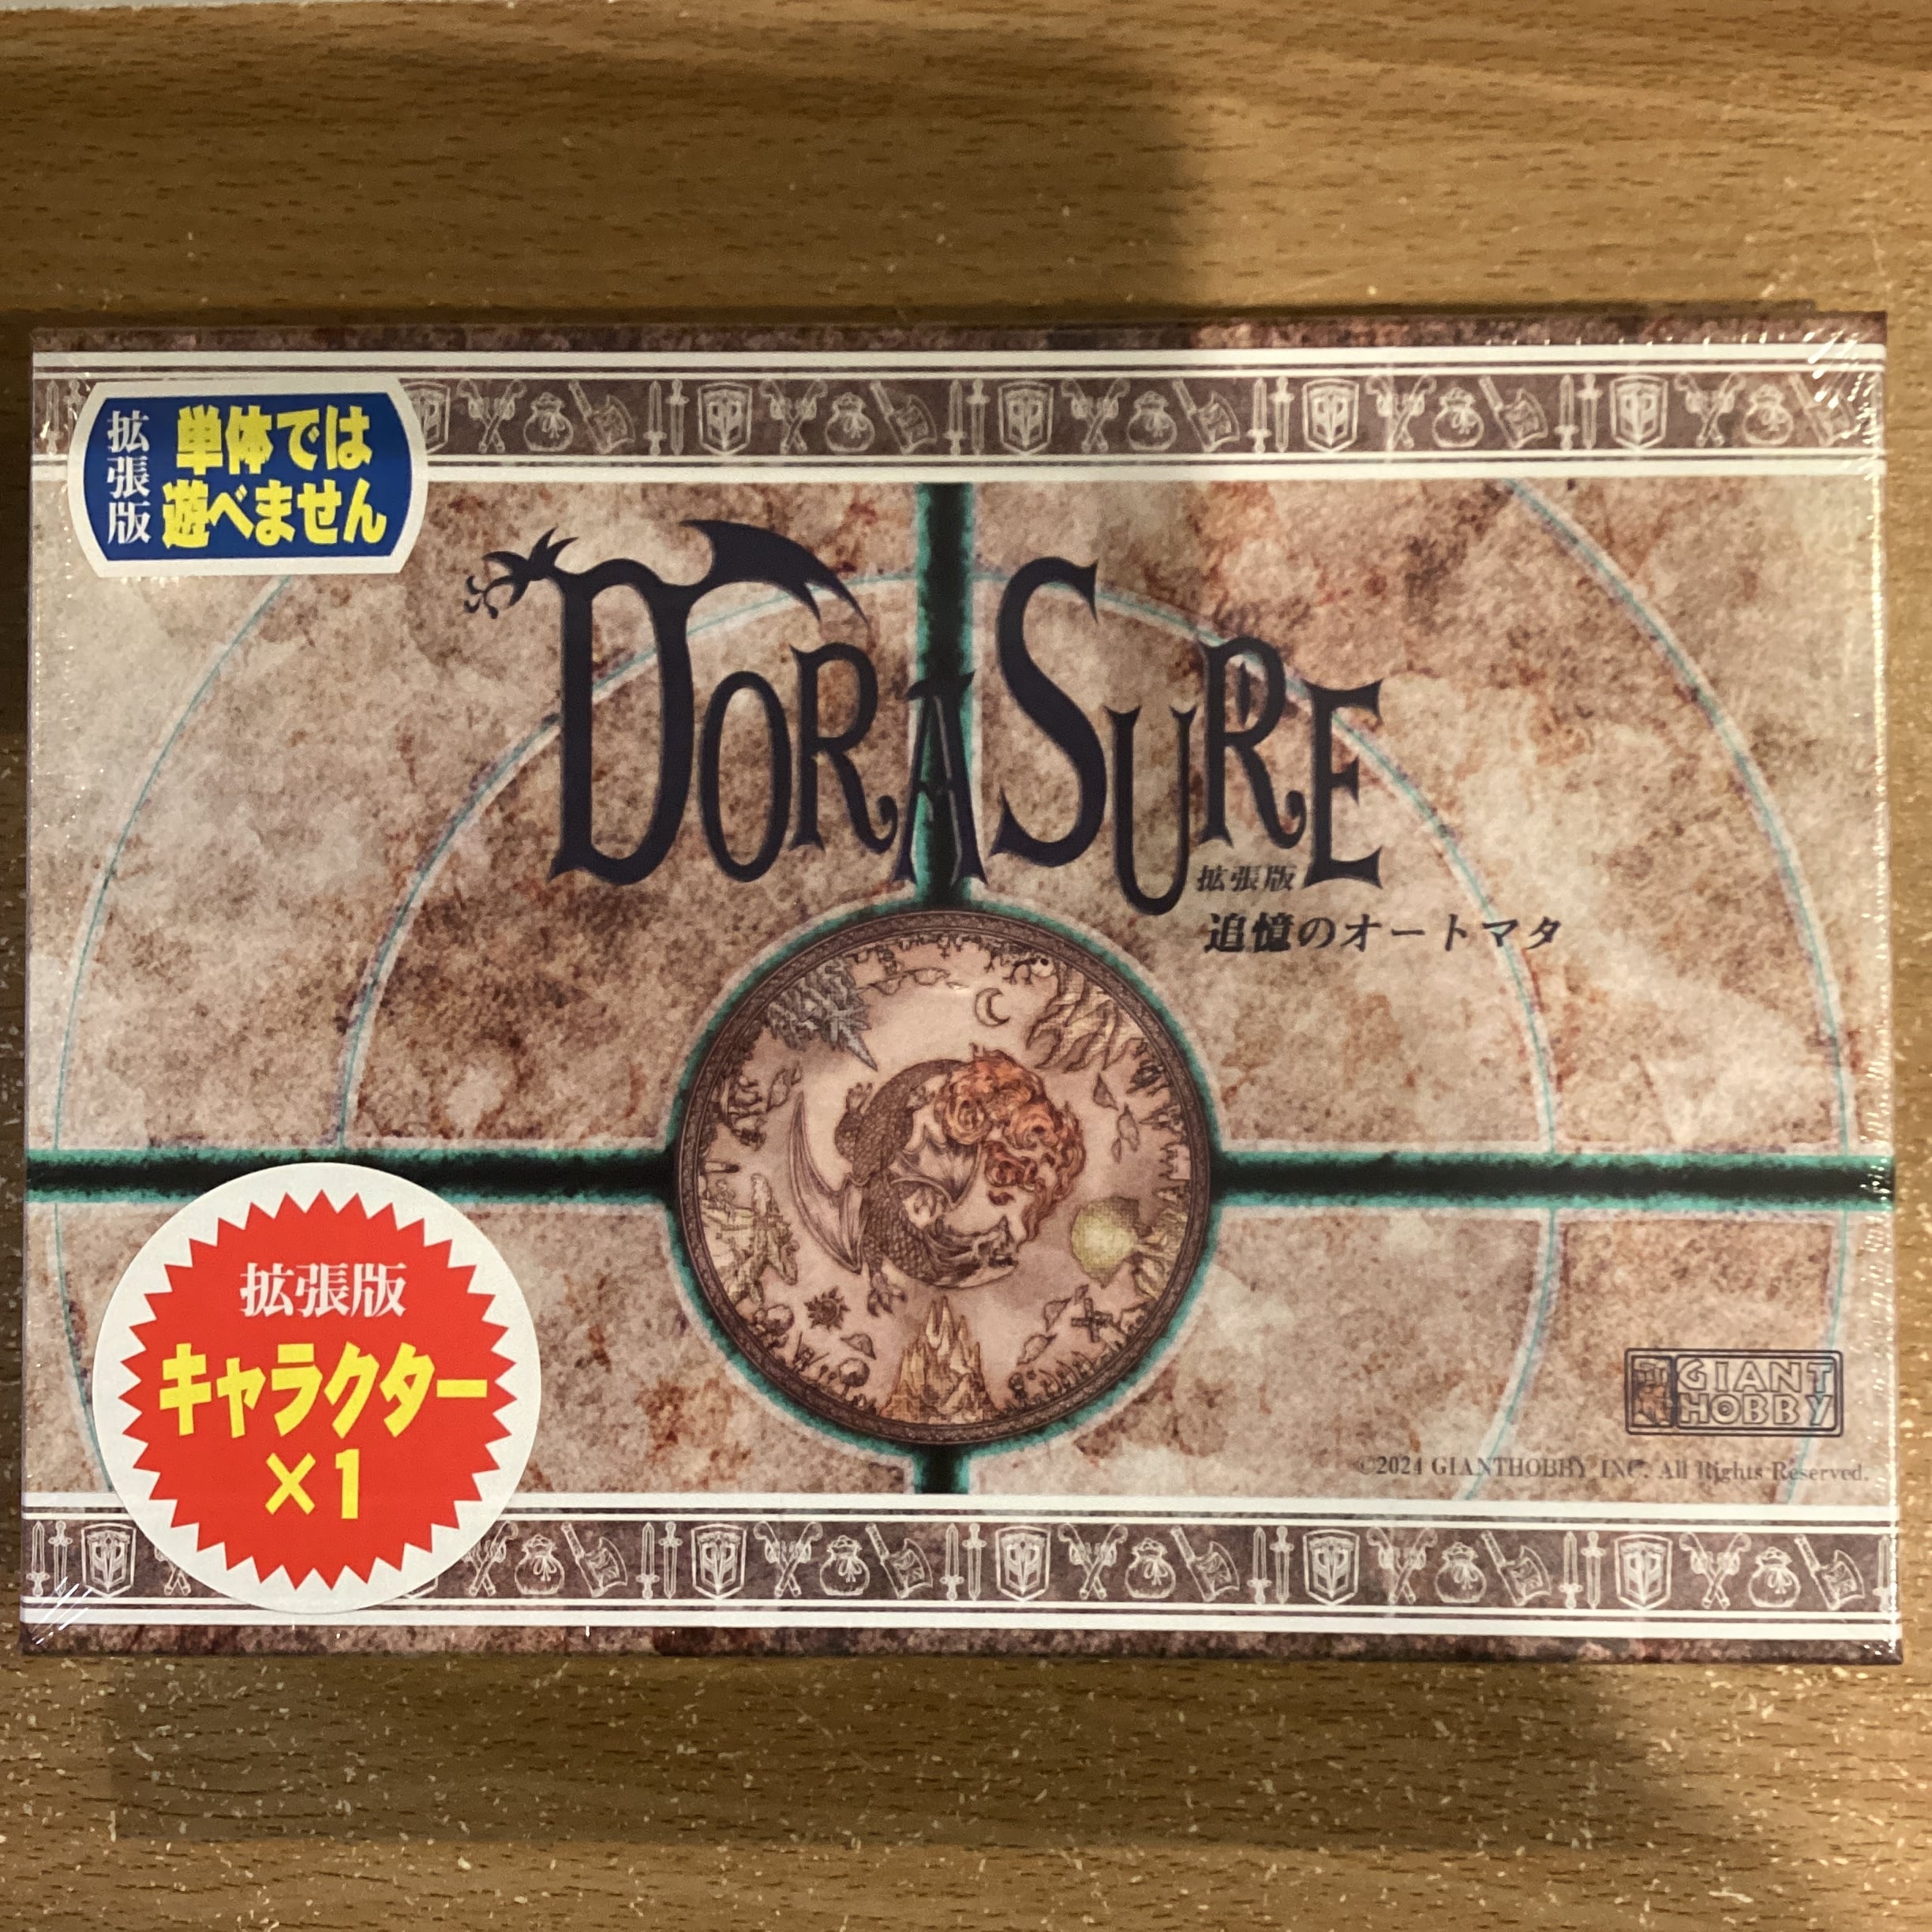 拡張版
単体では
遊べません
DORASURE
拡張版
追憶のオートマタ
拡張版
キャラクター
×1
GIANT
HOBBY
©2024 GIANTHOBBY INC. All Rights Reserved.